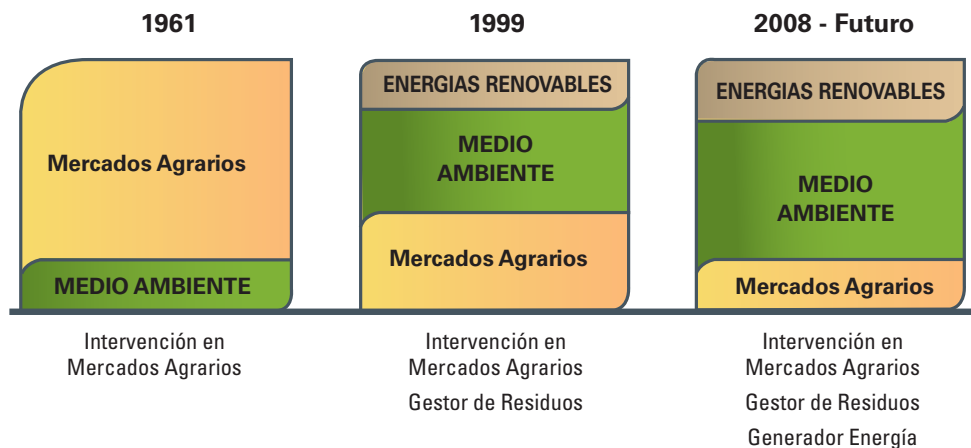 1961
Mercados Agrarios
MEDIO AMBIENTE
Intervención en
Mercados Agrarios
1999
ENERGIAS RENOVABLES
MEDIO
AMBIENTE
Mercados Agrarios
Intervención en
Mercados Agrarios
Gestor de Residuos
2008 - Futuro
ENERGIAS RENOVABLES
MEDIO
AMBIENTE
Mercados Agrarios
Intervención en
Mercados Agrarios
Gestor de Residuos
Generador Energía